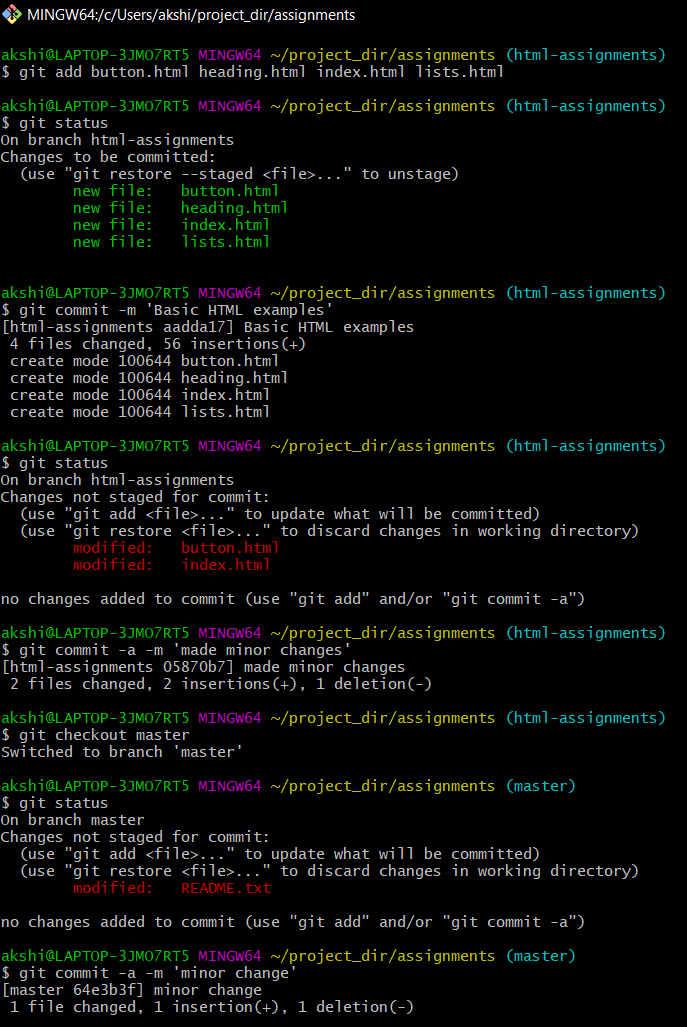 MINGW64:/c/Users/akshi/project_dir/assignments
akshi@LAPTOP-3JMO7RT5 MINGW64 ~/project_dir/assignments (html-assignments)
$ git add button.html heading.html index.html lists.html
akshi@LAPTOP-3JMO7RT5 MINGW64 ~/project_dir/assignments (html-assignments)
$ git status
On branch html-assignments
Changes to be committed:
  (use "git restore --staged <file>..." to unstage)
        new file:   button.html
        new file:   heading.html
        new file:   index.html
        new file:   lists.html
akshi@LAPTOP-3JMO7RT5 MINGW64 ~/project_dir/assignments (html-assignments)
$ git commit -m 'Basic HTML examples'
[html-assignments aadda17] Basic HTML examples
 4 files changed, 56 insertions(+)
 create mode 100644 button.html
 create mode 100644 heading.html
 create mode 100644 index.html
 create mode 100644 lists.html
akshi@LAPTOP-3JMO7RT5 MINGW64 ~/project_dir/assignments (html-assignments)
$ git status
On branch html-assignments
Changes not staged for commit:
  (use "git add <file>..." to update what will be committed)
  (use "git restore <file>..." to discard changes in working directory)
        modified:   button.html
        modified:   index.html
no changes added to commit (use "git add" and/or "git commit -a")
akshi@LAPTOP-3JMO7RT5 MINGW64 ~/project_dir/assignments (html-assignments)
$ git commit -a -m 'made minor changes'
[html-assignments 05870b7] made minor changes
 2 files changed, 2 insertions(+), 1 deletion(-)
akshi@LAPTOP-3JMO7RT5 MINGW64 ~/project_dir/assignments (html-assignments)
$ git checkout master
Switched to branch 'master'
akshi@LAPTOP-3JMO7RT5 MINGW64 ~/project_dir/assignments (master)
$ git status
On branch master
Changes not staged for commit:
  (use "git add <file>..." to update what will be committed)
  (use "git restore <file>..." to discard changes in working directory)
        modified:   README.txt
no changes added to commit (use "git add" and/or "git commit -a")
akshi@LAPTOP-3JMO7RT5 MINGW64 ~/project_dir/assignments (master)
$ git commit -a -m 'minor change'
[master 64e3b3f] minor change
 1 file changed, 1 insertion(+), 1 deletion(-)